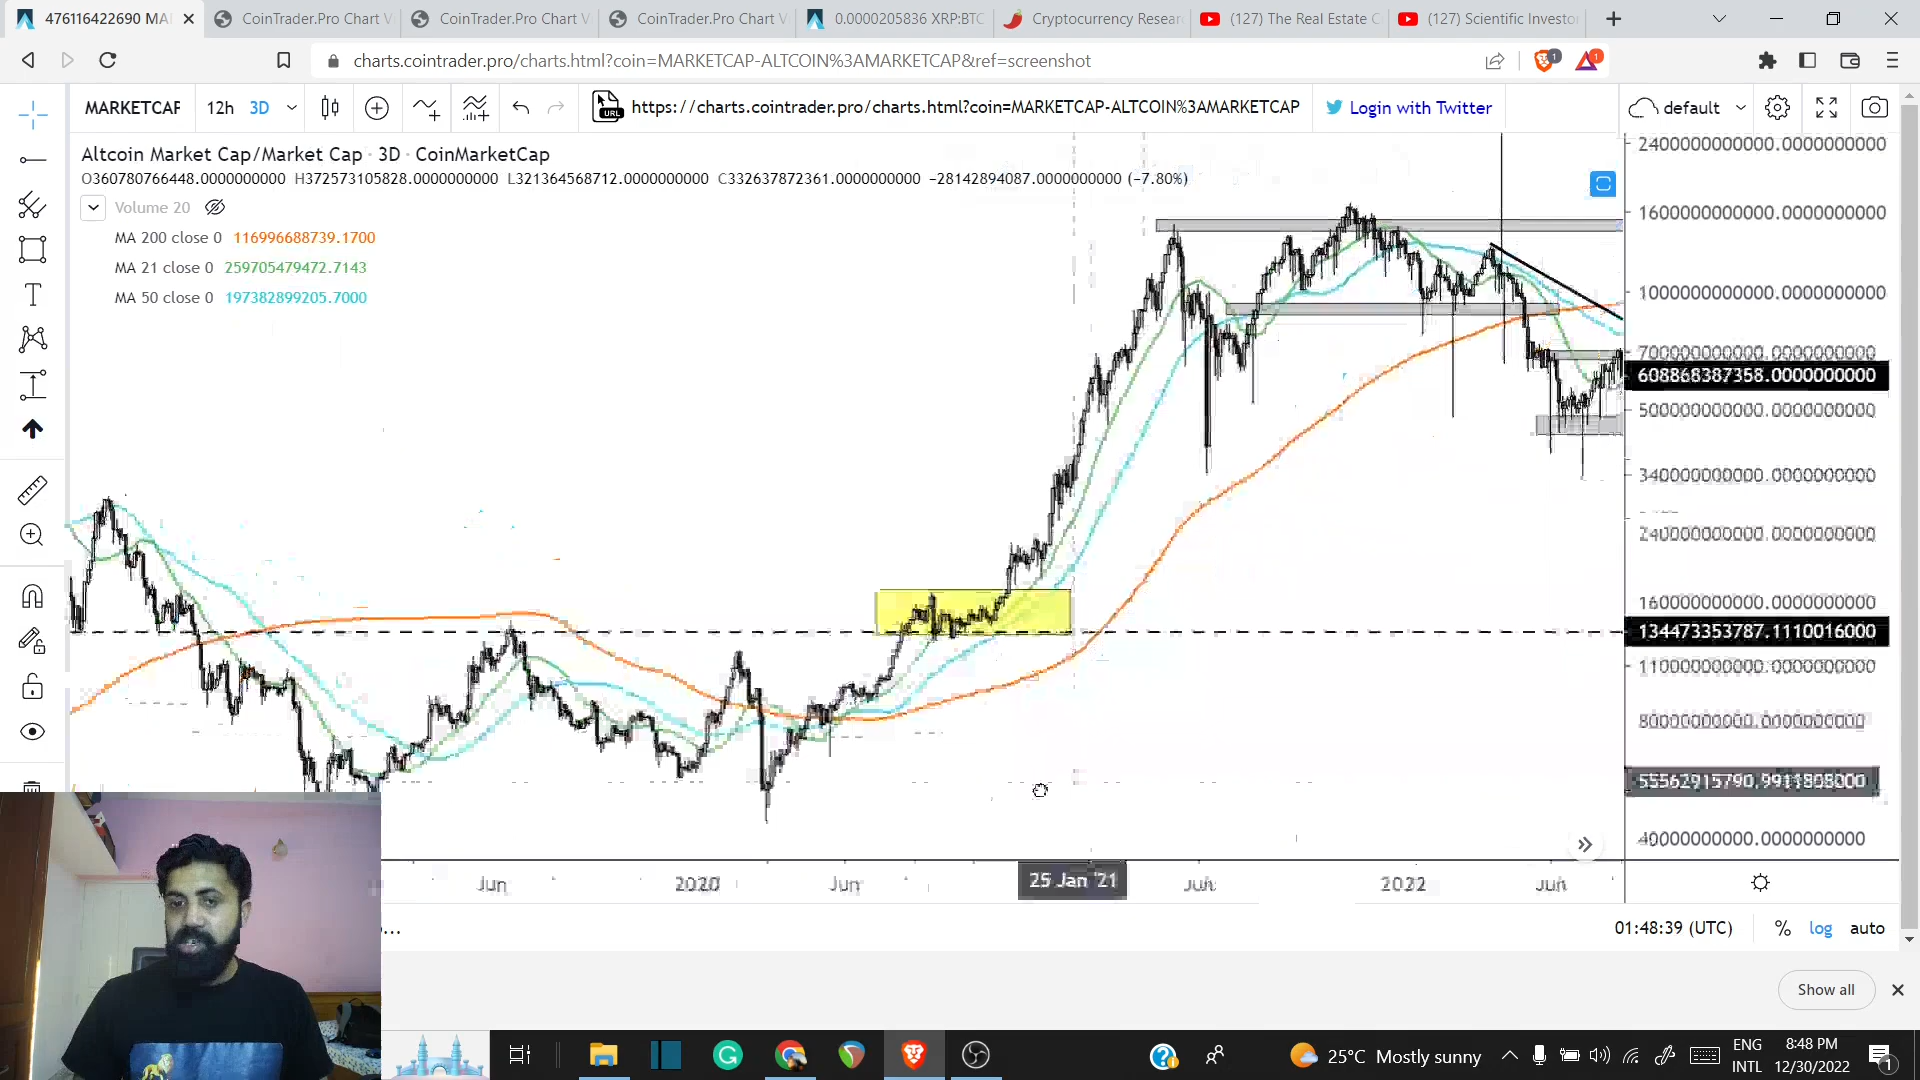 476116422690 MA
CoinTrader.Pro Chart V
CoinTrader.Pro Chart V
CoinTrader.Pro Chart V
0.0000205836 XRP:BTC
Cryptocurrency Resear
(127) The Real Estate C
(127) Scientific Investor
charts.cointrader.pro/charts.html?coin=MARKETCAP-ALTCOIN%3AMARKETCAP&ref=screenshot
1
1
MARKETCAP
12h
3D
URL
https://charts.cointrader.pro/charts.html?coin=MARKETCAP-ALTCOIN%3AMARKETCAP
Login with Twitter
default
Altcoin Market Cap/Market Cap · 3D · CoinMarketCap
O360780766448.0000000000 H372573105828.0000000000 L321364568712.0000000000 C332637872361.0000000000 −28142894087.0000000000 (−7.80%)
Volume 20
MA 200 close 0 116996688739.1700
MA 21 close 0 259705479472.7143
MA 50 close 0 197382899205.7000
2400000000000.0000000000
1600000000000.0000000000
1000000000000.0000000000
700000000000.0000000000
608868387358.0000000000
500000000000.0000000000
340000000000.0000000000
240000000000.0000000000
160000000000.0000000000
134473353787.1110016000
110000000000.0000000000
80000000000.0000000000
55562915790.9911808000
40000000000.0000000000
Jun
2020
Jun
25 Jan '21
Jun
2022
Jun
...
01:48:39 (UTC)
%
log
auto
Show all
25°C Mostly sunny
ENG
INTL
8:48 PM
12/30/2022
1